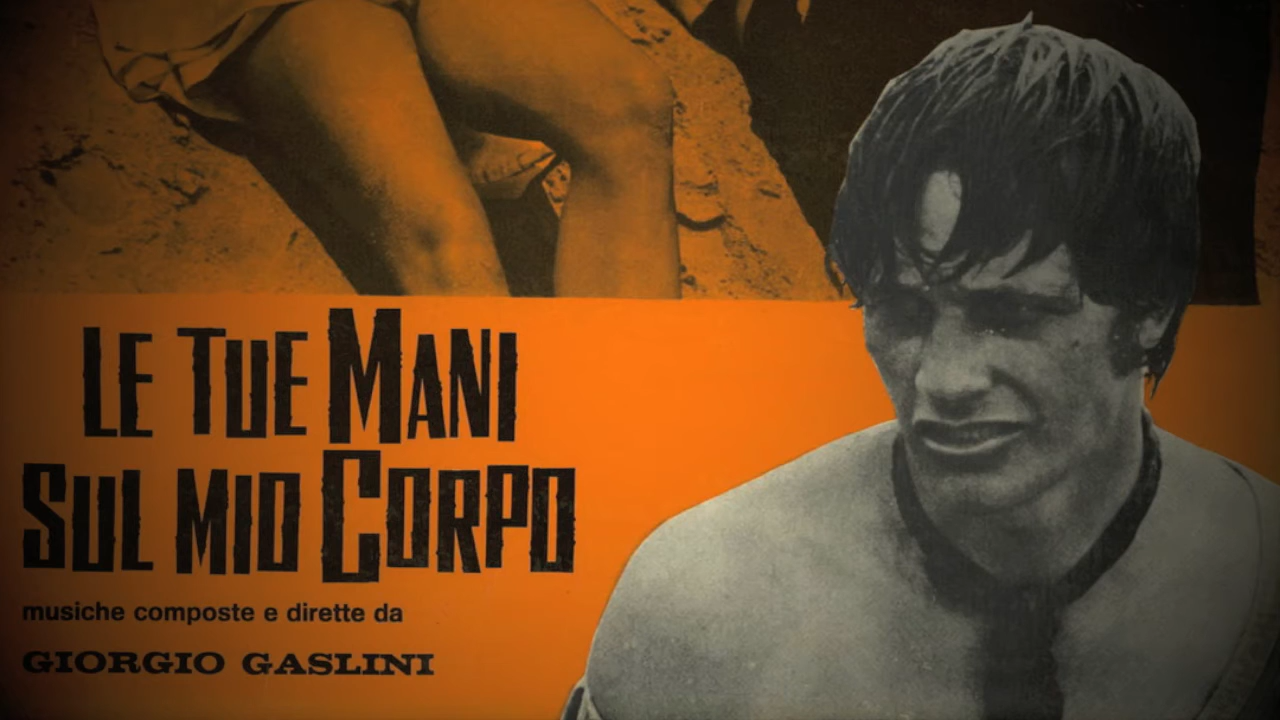 LE TUE MANI
SUL MIO CORPO
musiche composte e dirette da
GIORGIO GASLINI